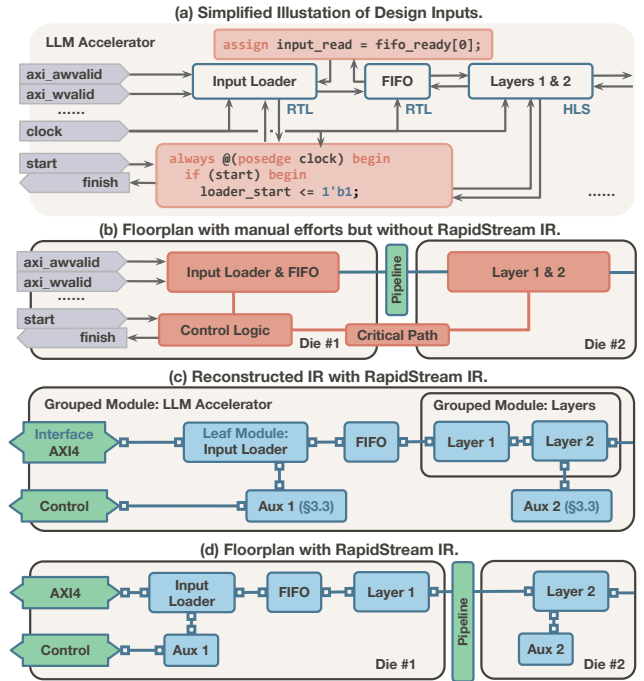 (a) Simplified Illustation of Design Inputs.
LLM Accelerator
assign input_read = fifo_ready[0];
axi_awvalid
axi_wvalid
......
Input Loader
FIFO
Layers 1 & 2
RTL
RTL
HLS
clock
start
finish
always @(posedge clock) begin
if (start) begin
loader_start <= 1'b1;
......
(b) Floorplan with manual efforts but without RapidStream IR.
axi_awvalid
axi_wvalid
......
Input Loader & FIFO
Pipeline
Layer 1 & 2
start
finish
Control Logic
Critical Path
Die #1
Die #2
(c) Reconstructed IR with RapidStream IR.
Grouped Module: LLM Accelerator
Grouped Module: Layers
Interface
AXI4
Leaf Module:
Input Loader
FIFO
Layer 1
Layer 2
Control
Aux 1 (§3.3)
Aux 2 (§3.3)
(d) Floorplan with RapidStream IR.
AXI4
Input
Loader
FIFO
Layer 1
Pipeline
Layer 2
Control
Aux 1
Aux 2
Die #1
Die #2